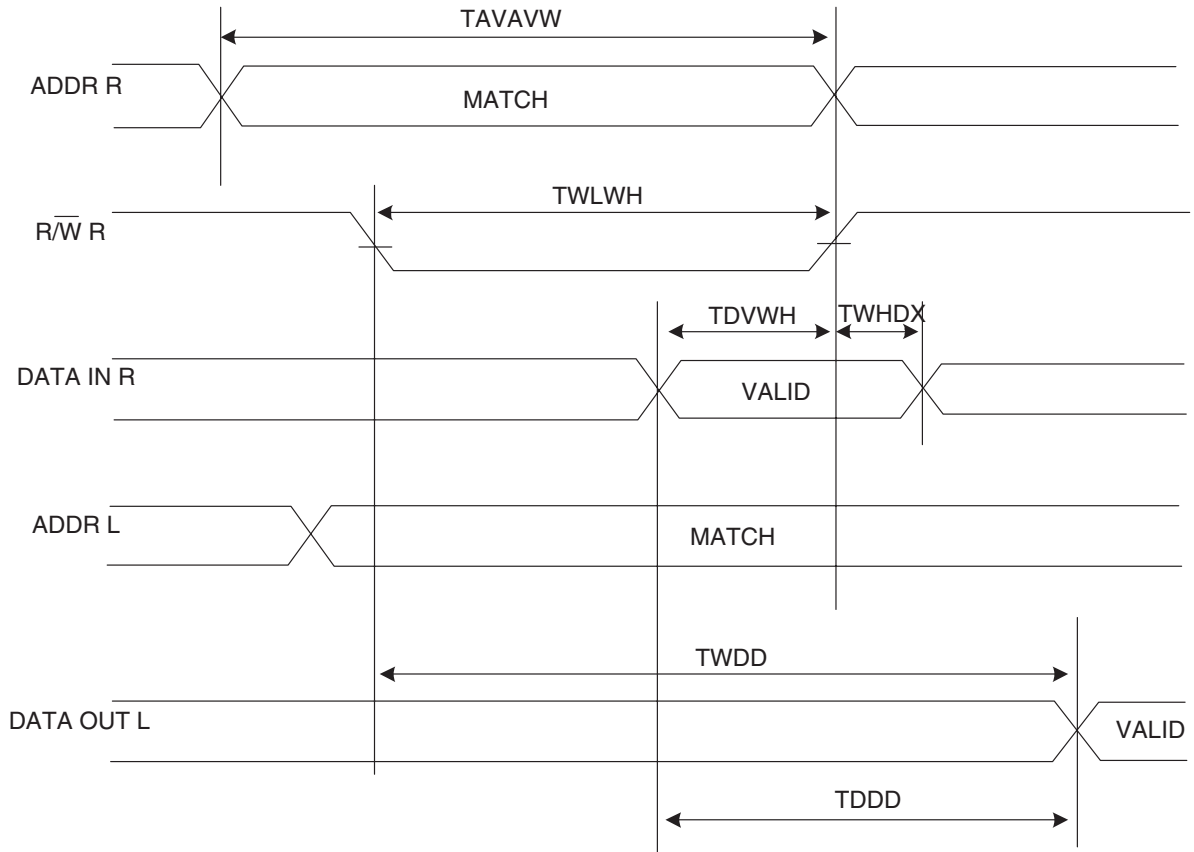 TAVAVW
ADDR R
MATCH
TWLWH
R/W̅ R
TDVWH
TWHDX
DATA IN R
VALID
ADDR L
MATCH
TWDD
DATA OUT L
VALID
TDDD